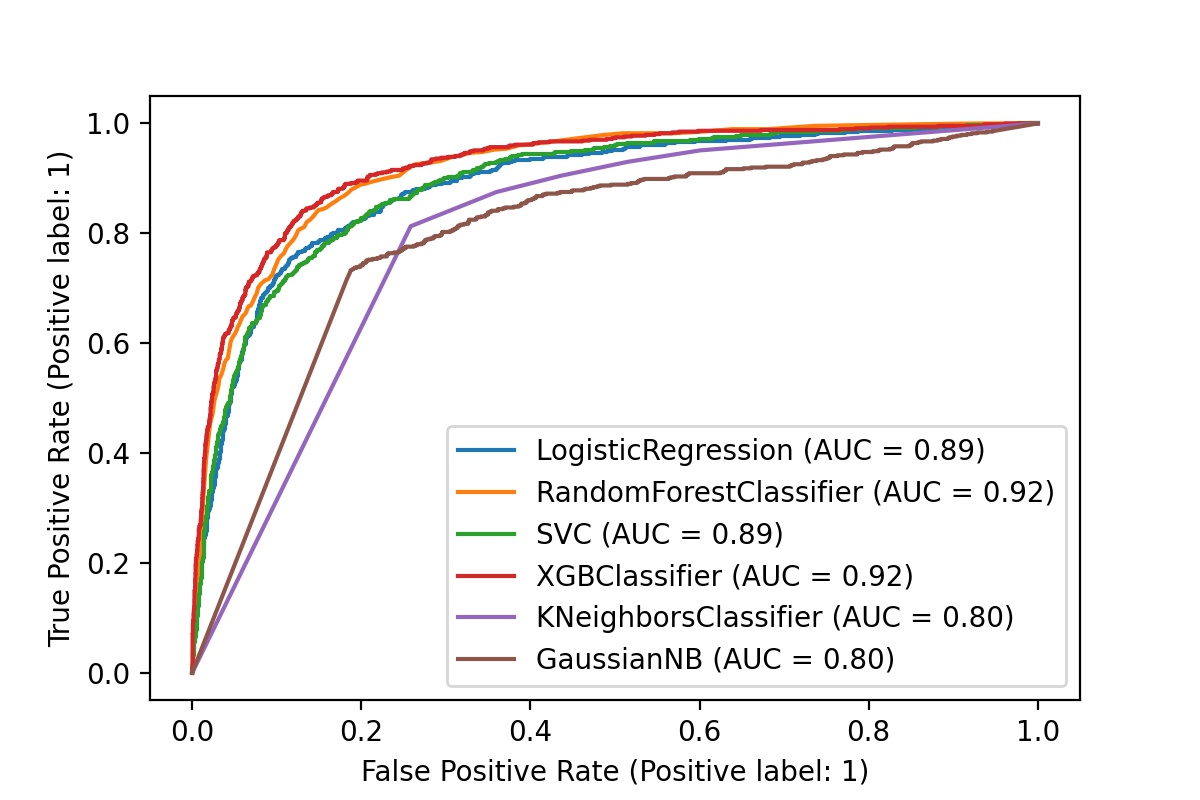 1.0
0.8
0.6
0.4
0.2
0.0
True Positive Rate (Positive label: 1)
LogisticRegression (AUC = 0.89)
RandomForestClassifier (AUC = 0.92)
SVC (AUC = 0.89)
XGBClassifier (AUC = 0.92)
KNeighborsClassifier (AUC = 0.80)
GaussianNB (AUC = 0.80)
0.0 0.2 0.4 0.6 0.8 1.0
False Positive Rate (Positive label: 1)